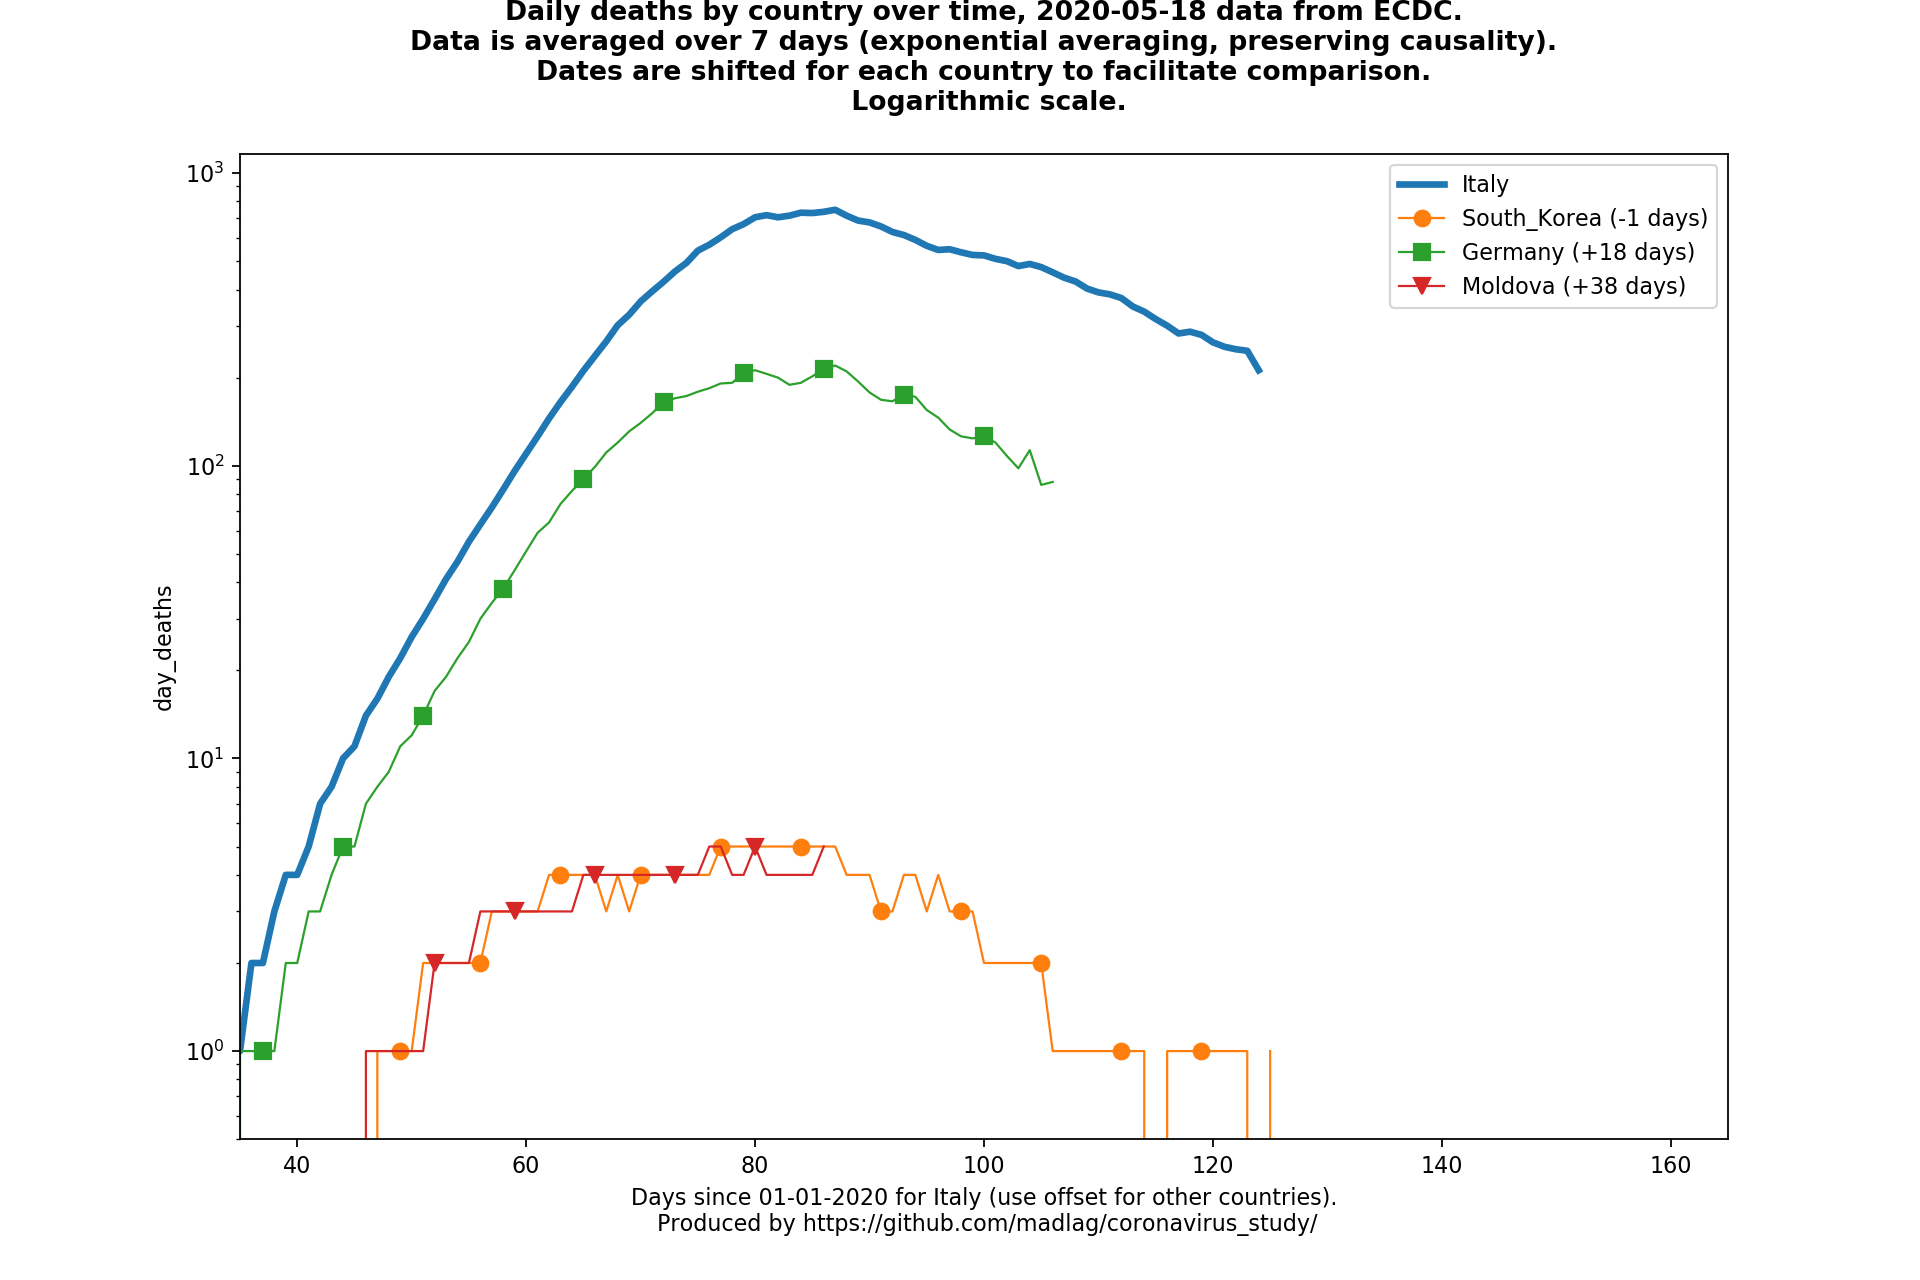 Daily deaths by country over time, 2020-05-18 data from ECDC.
Data is averaged over 7 days (exponential averaging, preserving causality).
Dates are shifted for each country to facilitate comparison.
Logarithmic scale.
10³
10²
10¹
10⁰
day_deaths
Italy
South_Korea (-1 days)
Germany (+18 days)
Moldova (+38 days)
40 60 80 100 120 140 160
Days since 01-01-2020 for Italy (use offset for other countries).
Produced by https://github.com/madlag/coronavirus_study/